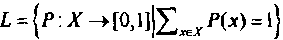 L = {P : X → [0,1] | ∑_{x∈X} P(x) = 1}